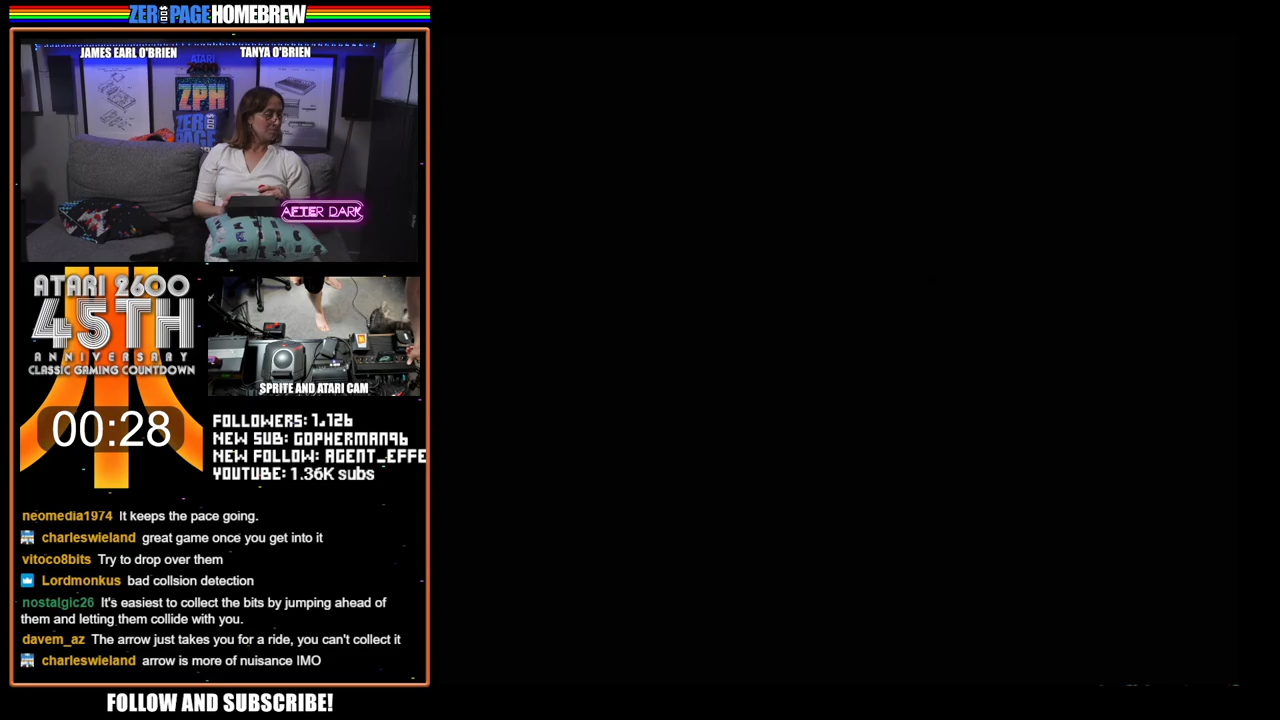 ZEROPAGE HOMEBREW
JAMES EARL O'BRIEN
TANYA O'BRIEN
ATARI
ZPH
ZERO
PAGE
AFTER DARK
ATARI 2600
45TH
ANNIVERSARY
CLASSIC GAMING COUNTDOWN
00:28
SPRITE AND ATARI CAM
FOLLOWERS: 1,126
NEW SUB: GOPHERMAN96
NEW FOLLOW: AGENT_EFFE
YOUTUBE: 1.36K subs
neomedia1974 It keeps the pace going.
charleswieland great game once you get into it
vitoco8bits Try to drop over them
Lordmonkus bad collsion detection
nostalgic26 It's easiest to collect the bits by jumping ahead of
them and letting them collide with you.
davem_az The arrow just takes you for a ride, you can't collect it
charleswieland arrow is more of nuisance IMO
FOLLOW AND SUBSCRIBE!